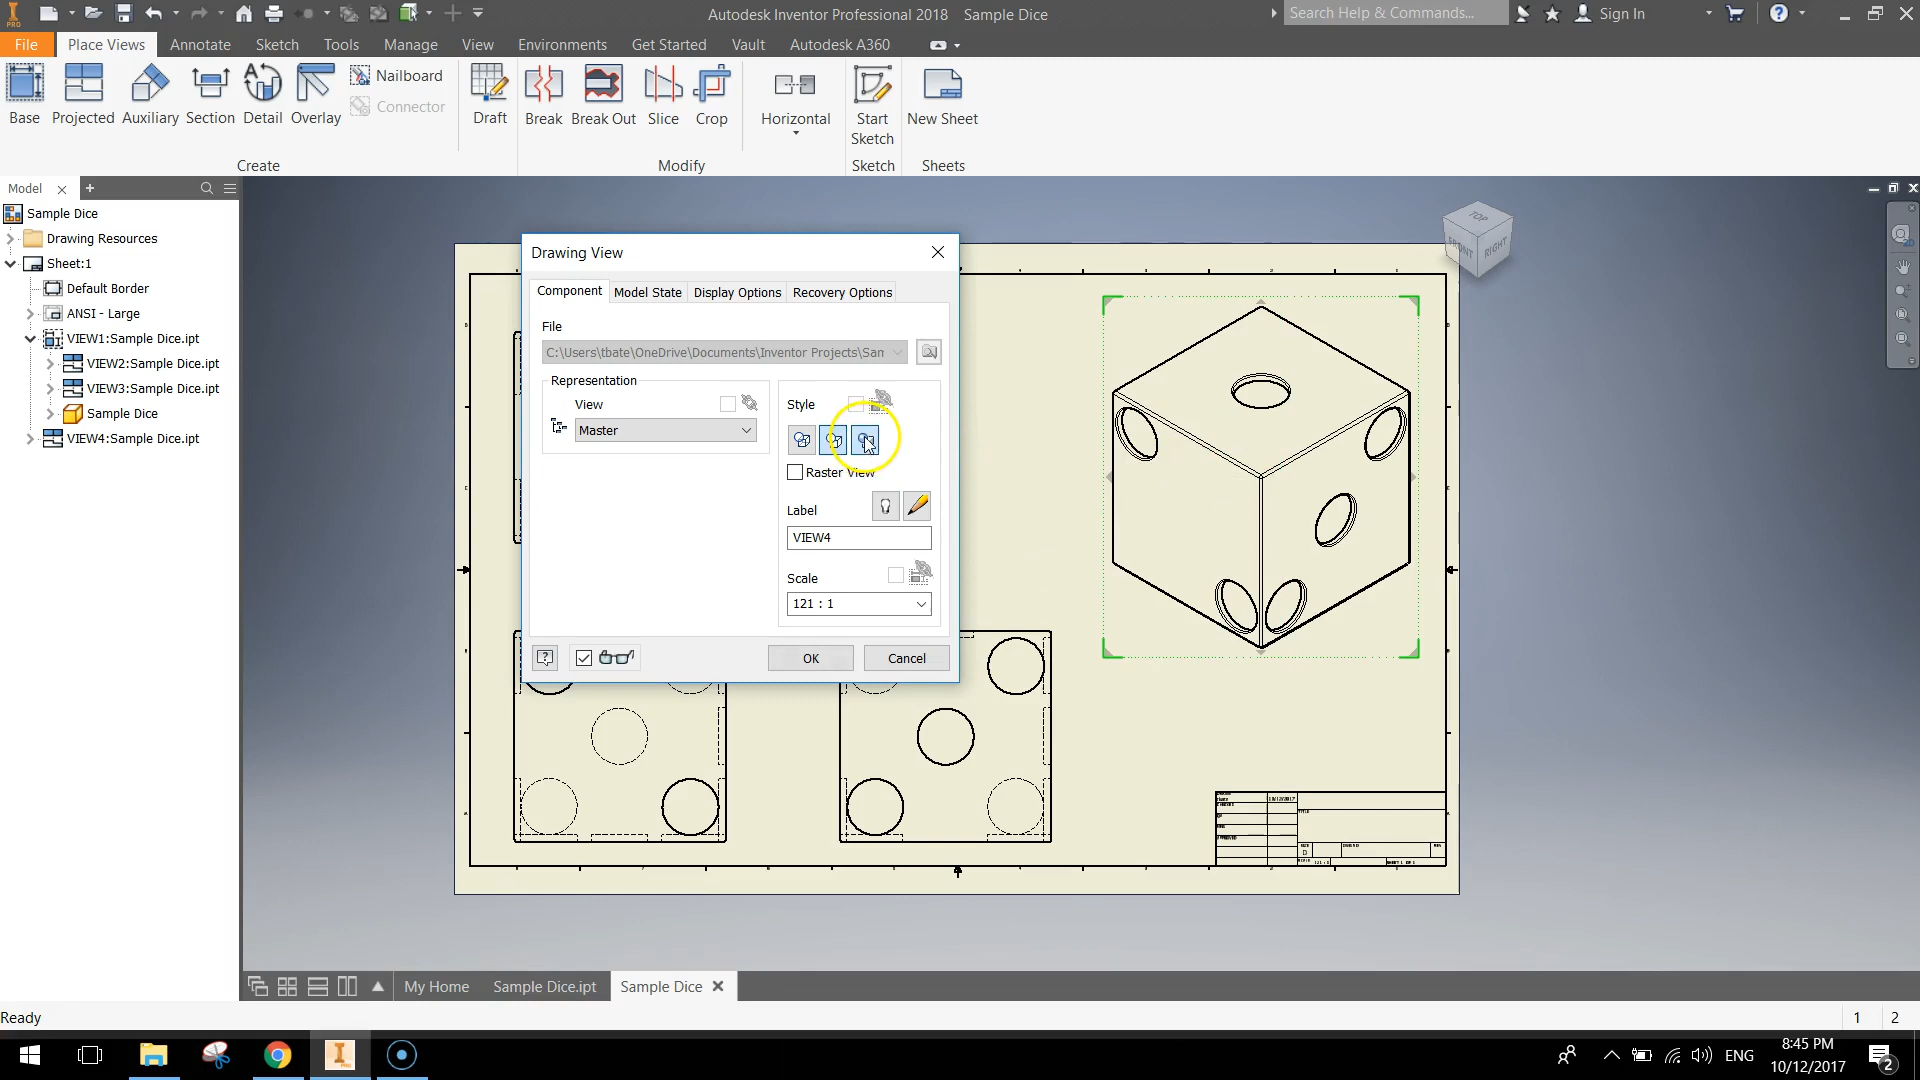 Autodesk Inventor Professional 2018 Sample Dice
Search Help & Commands...
Sign In
PRO
File
Place Views
Annotate
Sketch
Tools
Manage
View
Environments
Get Started
Vault
Autodesk A360
Base
Projected
Auxiliary
Section
Detail
Overlay
Nailboard
Connector
Draft
Break
Break Out
Slice
Crop
Horizontal
Start
Sketch
New Sheet
Create
Modify
Sketch
Sheets
Model
Sample Dice
Drawing Resources
Sheet:1
Default Border
ANSI - Large
VIEW1:Sample Dice.ipt
VIEW2:Sample Dice.ipt
VIEW3:Sample Dice.ipt
Sample Dice
VIEW4:Sample Dice.ipt
TOP
FRONT
RIGHT
Drawing View
Component
Model State
Display Options
Recovery Options
File
C:\Users\tbate\OneDrive\Documents\Inventor Projects\Sam
Representation
View
Master
Style
Raster View
Label
VIEW4
Scale
121 : 1
OK
Cancel
My Home
Sample Dice.ipt
Sample Dice
Ready
1
2
ENG
8:45 PM
10/12/2017
2